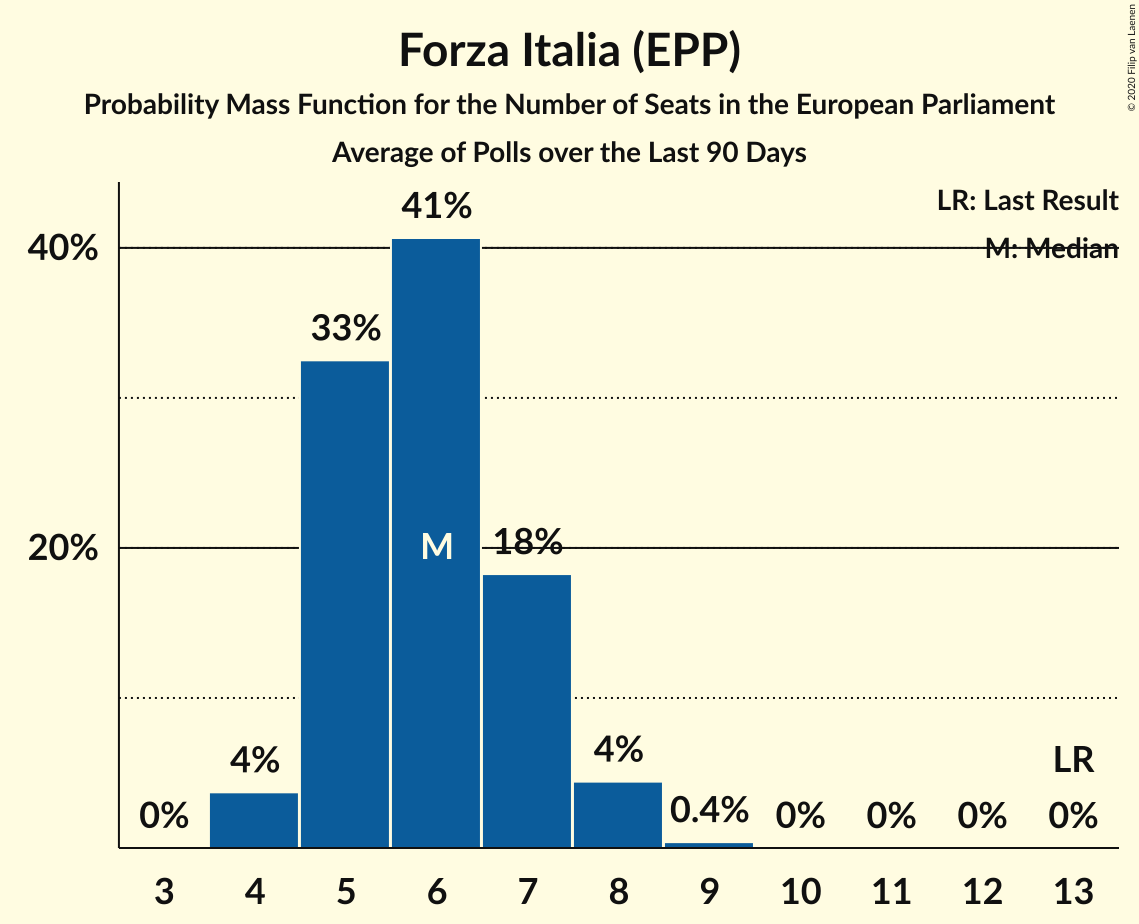 Forza Italia (EPP)
Probability Mass Function for the Number of Seats in the European Parliament
Average of Polls over the Last 90 Days
© 2020 Filip van Laenen
LR: Last Result
M: Median
40%
20%
0%
4%
33%
41%
M
18%
4%
0.4%
0%
0%
0%
LR
0%
3 4 5 6 7 8 9 10 11 12 13